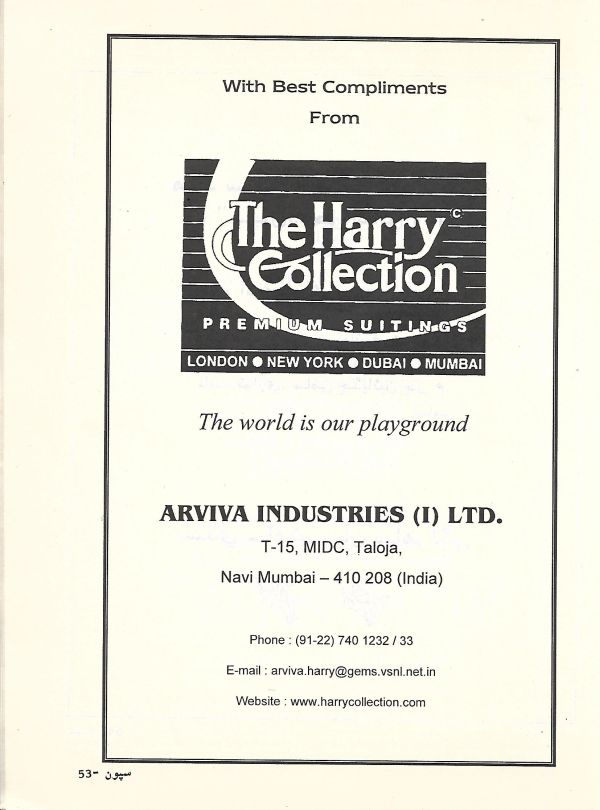 With Best Compliments
From
The Harry
Collection
C
PREMIUM SUITINGS
LONDON ● NEW YORK ● DUBAI ● MUMBAI
The world is our playground
ARVIVA INDUSTRIES (I) LTD.
T-15, MIDC, Taloja,
Navi Mumbai – 410 208 (India)
Phone : (91-22) 740 1232 / 33
E-mail : arviva.harry@gems.vsnl.net.in
Website : www.harrycollection.com
سپون -53